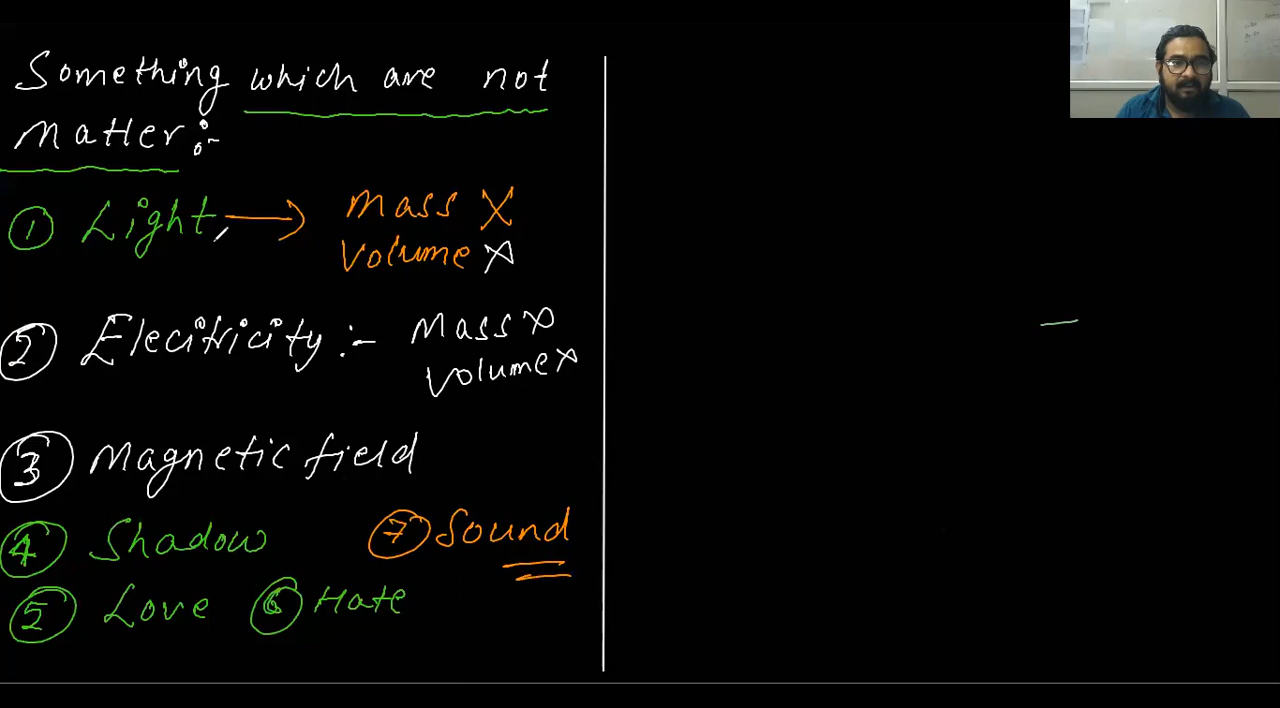 Something which are not
Matter :-
① Light, → Mass X
Volume X
② Electricity :- Mass X
Volume X
③ Magnetic field
④ Shadow ⑦ Sound
⑤ Love ⑥ Hate